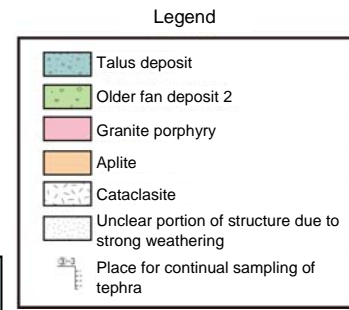 Legend
Talus deposit
Older fan deposit 2
Granite porphyry
Aplite
Cataclasite
Unclear portion of structure due to
strong weathering
Place for continual sampling of
tephra